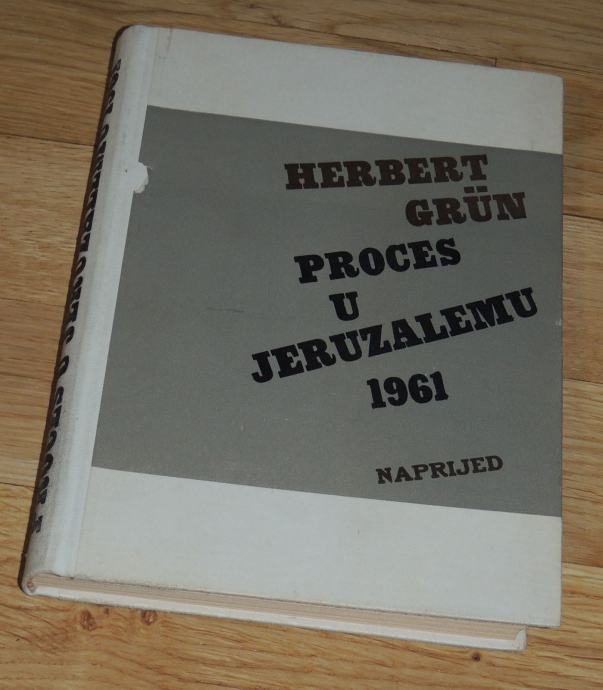 HERBERT
GRÜN
PROCES
U
JERUZALEMU
1961
NAPRIJED